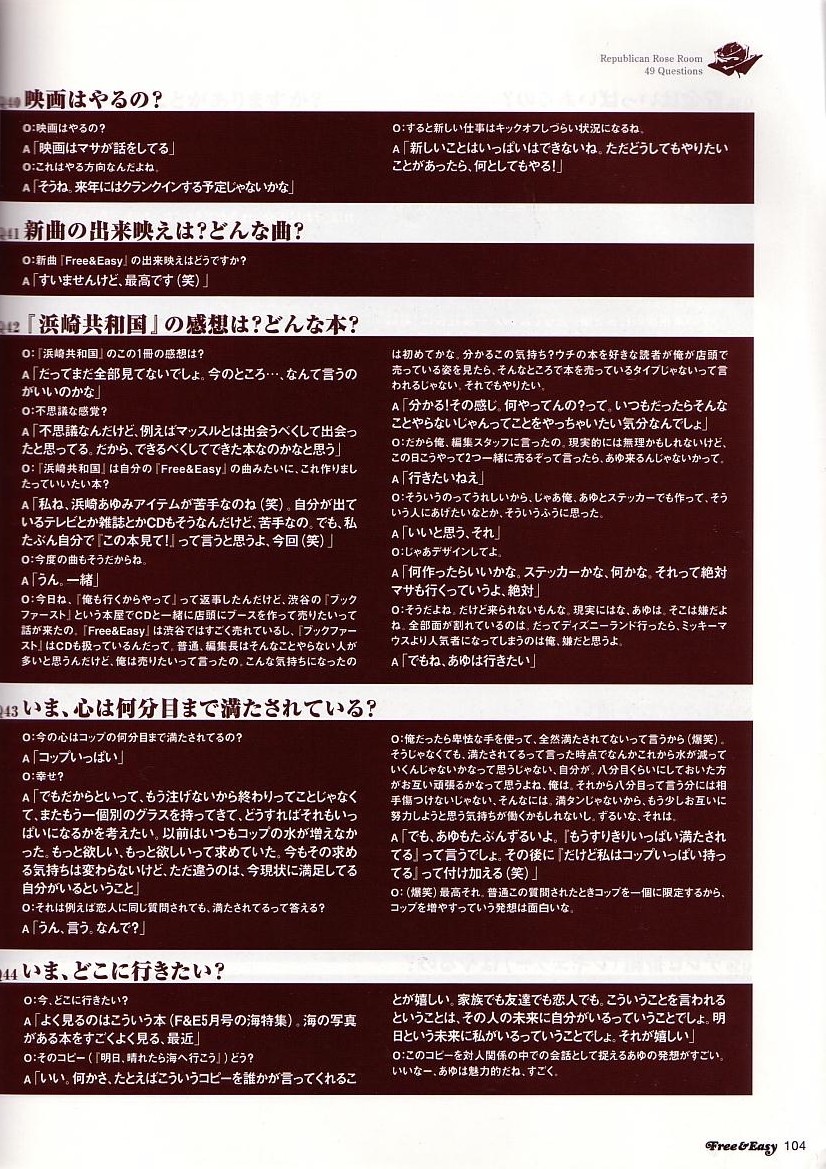 Republican Rose Room
49 Questions
Q40 映画はやるの?
O:映画はやるの?
A「映画はマサが話をしてる」
O:これはやる方向なんだよね。
A「そうね。来年にはクランクインする予定じゃないかな」
O:すると新しい仕事はキックオフしづらい状況になるね。
A「新しいことはいっぱいはできないね。ただどうしてもやりたい
ことがあったら、何としてもやる!」
Q41 新曲の出来映えは?どんな曲?
O:新曲『Free&Easy』の出来映えはどうですか?
A「すいませんけど、最高です(笑)」
Q42 『浜崎共和国』の感想は?どんな本?
O:『浜崎共和国』のこの1冊の感想は?
A「だってまだ全部見てないでしょ。今のところ…、なんて言うの
がいいのかな」
O:不思議な感覚?
A「不思議なんだけど、例えばマッスルとは出会うべくして出会っ
たと思ってる。だから、できるべくしてできた本なのかなと思う」
O:『浜崎共和国』は自分の『Free&Easy』の曲みたいに、これ作りまし
たっていいたい本?
A「私ね、浜崎あゆみアイテムが苦手なのね(笑)。自分が出て
いるテレビとか雑誌とかCDもそうなんだけど、苦手なの。でも、私
たぶん自分で『この本見て!』って言うと思うよ、今回(笑)」
O:今度の曲もそうだからね。
A「うん。一緒」
O:今日ね、『俺も行くからやって』って返事したんだけど、渋谷の『ブック
ファースト』という本屋でCDと一緒に店頭にブースを作って売りたいって
話が来たの。『Free&Easy』は渋谷ではすごく売れているし、『ブックファー
スト』はCDも扱っているんだって。普通、編集長はそんなことやらない人が
多いと思うんだけど、俺は売りたいって言ったの。こんな気持ちになったの
は初めてかな。分かるこの気持ち?ウチの本を好きな読者が俺が店頭で
売っている姿を見たら、そんなところで本を売っているタイプじゃないって言
われるじゃない。それでもやりたい。
A「分かる!その感じ。何やってんの?って。いつもだったらそんな
ことやらないじゃんってことをやっちゃいたい気分なんでしょ」
O:だから俺、編集スタッフに言ったの。現実的には無理かもしれないけど、
この日こうやって2つ一緒に売るぞって言ったら、あゆ来るんじゃないかって。
A「行きたいねえ」
O:そういうのってうれしいから、じゃあ俺、あゆとステッカーでも作って、そう
いう人にあげたいなとか、そういうふうに思った。
A「いいと思う、それ」
O:じゃあデザインしてよ。
A「何作ったらいいかな。ステッカーかな、何かな。それって絶対
マサも行くっていうよ、絶対」
O:そうだよね。だけど来られないもんな。現実にはな、あゆは。そこは嫌だよ
ね。全部面が割れているのは。だってディズニーランド行ったら、ミッキーマ
ウスより人気者になってしまうのは俺、嫌だと思うよ。
A「でもね、あゆは行きたい」
Q43 いま、心は何分目まで満たされている?
O:今の心はコップの何分目まで満たされてるの?
A「コップいっぱい」
O:幸せ?
A「でもだからといって、もう注げないから終わりってことじゃなく
て、またもう一個別のグラスを持ってきて、どうすればそれもいっ
ぱいになるかを考えたい。以前はいつもコップの水が増えなか
った。もっと欲しい、もっと欲しいって求めていた。今もその求め
る気持ちは変わらないけど、ただ違うのは、今現状に満足してる
自分がいるということ」
O:それは例えば恋人に同じ質問されても、満たされてるって答える?
A「うん、言う。なんで?」
O:俺だったら卑怯な手を使って、全然満たされてないって言うから(爆笑)。
そうじゃなくても、満たされてるって言った時点でなんかこれから水が減って
いくんじゃないかなって思うじゃない、自分が。八分目くらいにしておいた方
がお互い頑張るかなって思うよね、俺は。それから八分目って言う分には相
手傷つけないじゃない、そんなには。満タンじゃないから、もう少しお互いに
努力しようと思う気持ちが働くかもしれないし。ずるいな、それは。
A「でも、あゆもたぶんずるいよ。『もうすりきりいっぱい満たされ
てる』って言うでしょ。その後に『だけど私はコップいっぱい持っ
てる』って付け加える(笑)」
O:(爆笑)最高それ。普通この質問されたときコップを一個に限定するから、
コップを増やすっていう発想は面白いな。
Q44 いま、どこに行きたい?
O:今、どこに行きたい?
A「よく見るのはこういう本(F&E5月号の海特集)。海の写真
がある本をすごくよく見る、最近」
O:そのコピー(『明日、晴れたら海へ行こう』)どう?
A「いい。何かさ、たとえばこういうコピーを誰かが言ってくれるこ
とが嬉しい。家族でも友達でも恋人でも。こういうことを言われる
ということは、その人の未来に自分がいるっていうことでしょ。明
日という未来に私がいるっていうことでしょ。それが嬉しい」
O:このコピーを対人関係の中での会話として捉えるあゆの発想がすごい。
いいなー、あゆは魅力的だね、すごく。
Free&Easy 104